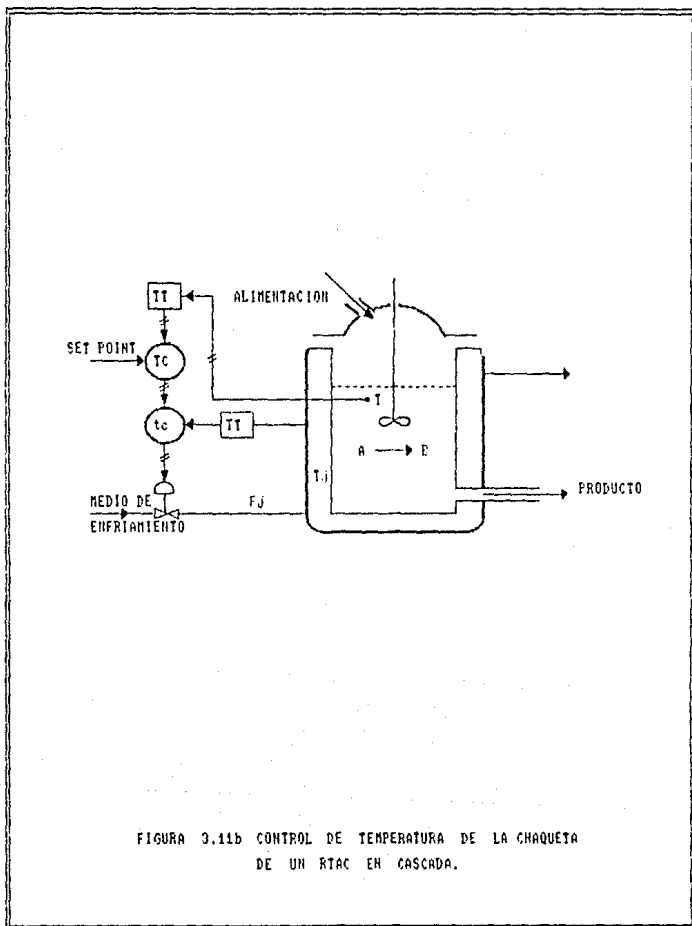 TT
ALIMENTACION
SET POINT
TC
T
tc
TT
A → B
Tj
MEDIO DE
ENFRIAMIENTO
Fj
PRODUCTO
FIGURA 3.11b CONTROL DE TEMPERATURA DE LA CHAQUETA
DE UN RTAC EN CASCADA.